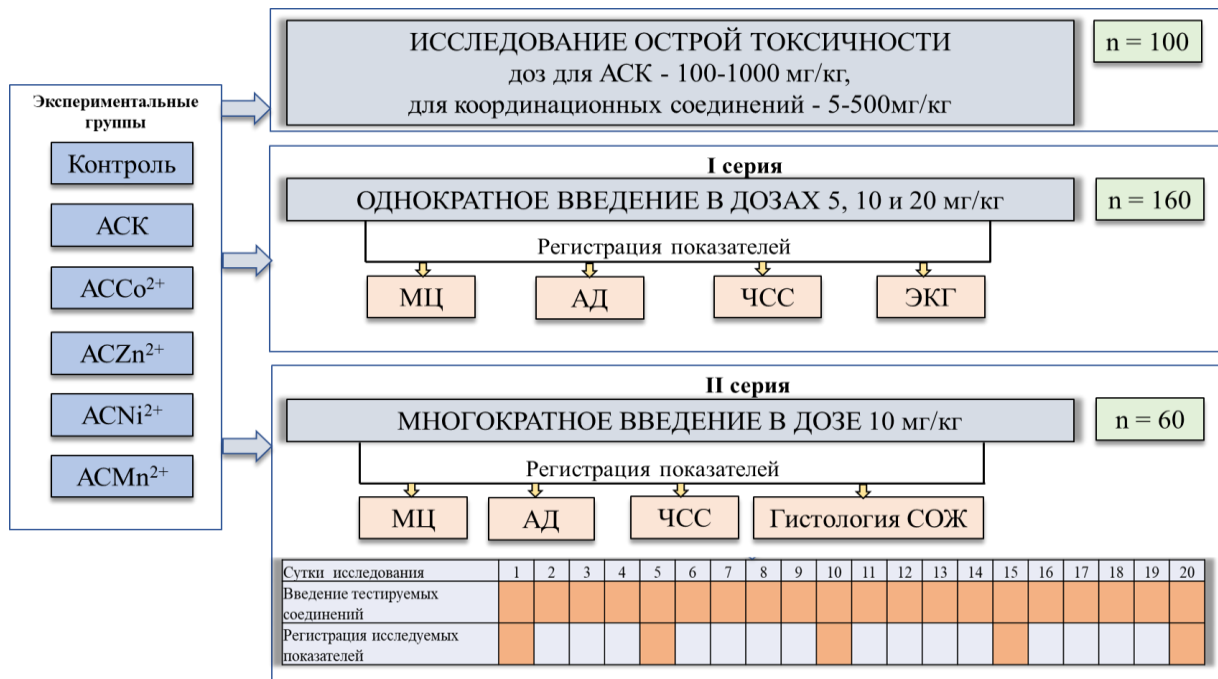 Экспериментальные
группы
Контроль
АСК
ACCo²⁺
ACZn²⁺
ACNi²⁺
ACMn²⁺
ИССЛЕДОВАНИЕ ОСТРОЙ ТОКСИЧНОСТИ
доз для АСК - 100-1000 мг/кг,
для координационных соединений - 5-500мг/кг
n = 100
I серия
ОДНОКРАТНОЕ ВВЕДЕНИЕ В ДОЗАХ 5, 10 и 20 мг/кг
n = 160
Регистрация показателей
МЦ АД ЧСС ЭКГ
II серия
МНОГОКРАТНОЕ ВВЕДЕНИЕ В ДОЗЕ 10 мг/кг
n = 60
Регистрация показателей
МЦ АД ЧСС Гистология СОЖ
Сутки исследования 1 2 3 4 5 6 7 8 9 10 11 12 13 14 15 16 17 18 19 20
Введение тестируемых
соединений
Регистрация исследуемых
показателей